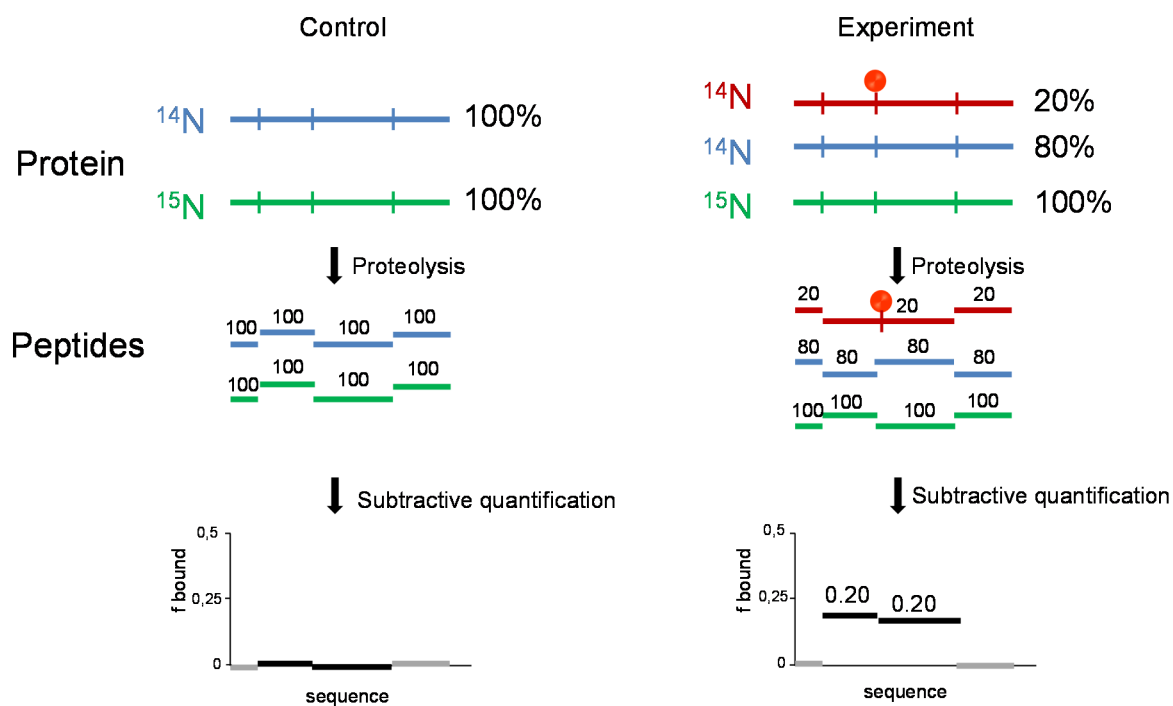 Control
Experiment
Protein
¹⁴N 100%
¹⁵N 100%
¹⁴N 20%
¹⁴N 80%
¹⁵N 100%
Proteolysis
Proteolysis
Peptides
100 100 100 100
100 100 100 100
20 20 20
80 80 80 80
100 100 100 100
Subtractive quantification
Subtractive quantification
f bound
0,5
0,25
0
sequence
f bound
0,5
0,25
0
0.20 0.20
sequence